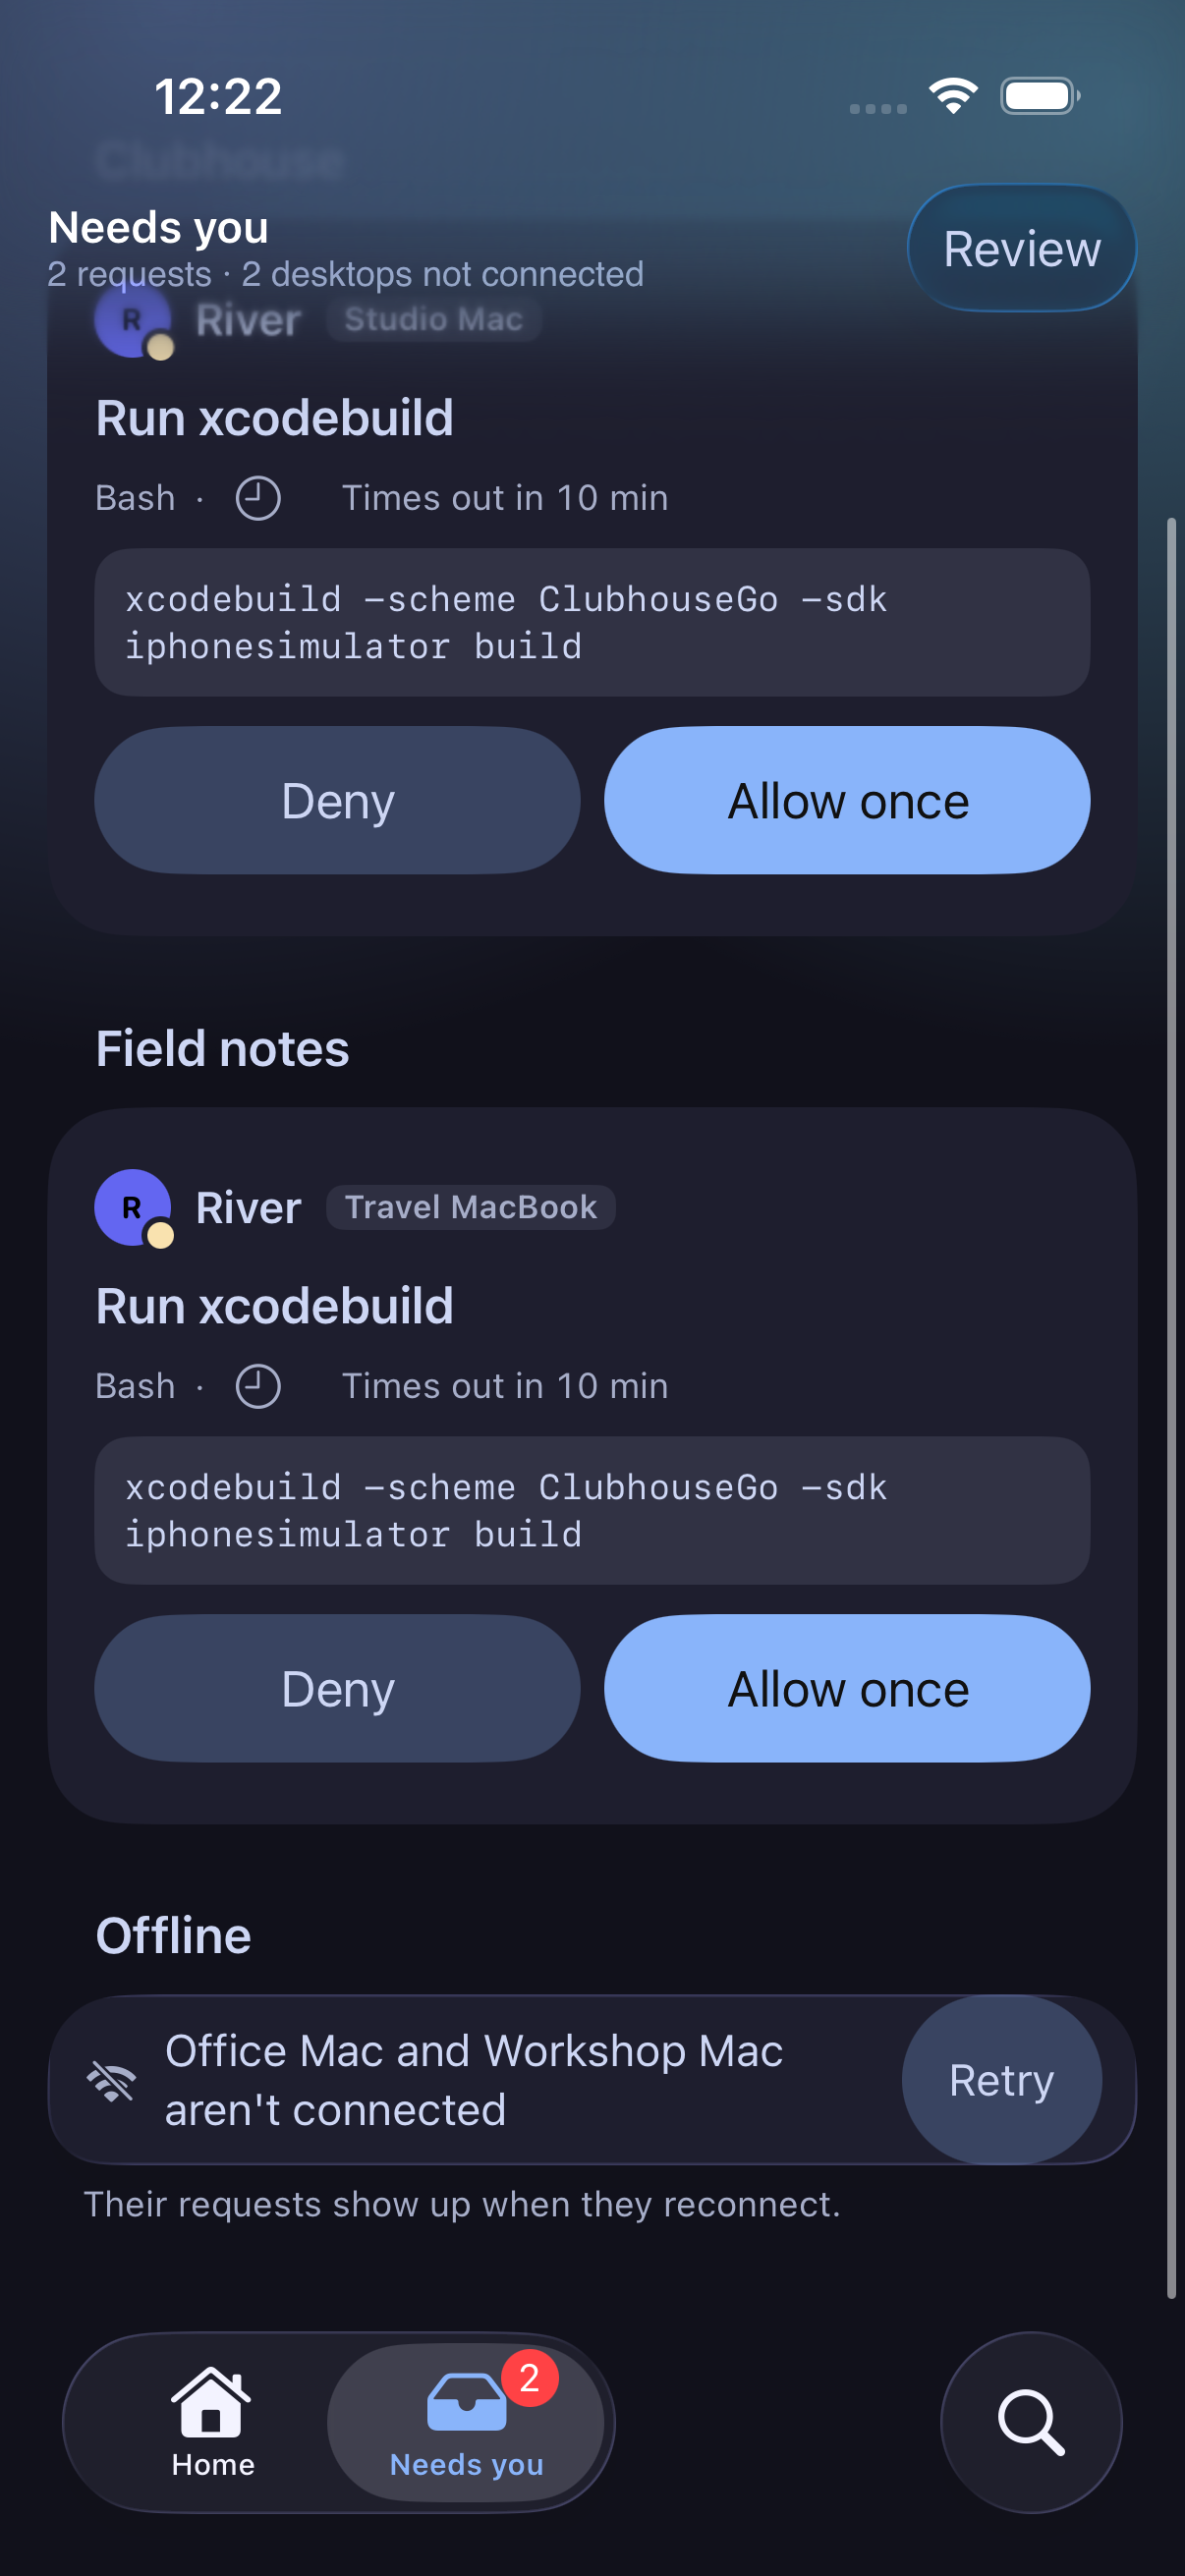 12:22
Clubhouse
Needs you
2 requests · 2 desktops not connected
Review
R
River
Studio Mac
Run xcodebuild
Bash · Times out in 10 min
xcodebuild -scheme ClubhouseGo -sdk
iphonesimulator build
Deny
Allow once
Field notes
R
River
Travel MacBook
Run xcodebuild
Bash · Times out in 10 min
xcodebuild -scheme ClubhouseGo -sdk
iphonesimulator build
Deny
Allow once
Offline
Office Mac and Workshop Mac
aren't connected
Retry
Their requests show up when they reconnect.
2
Home
Needs you